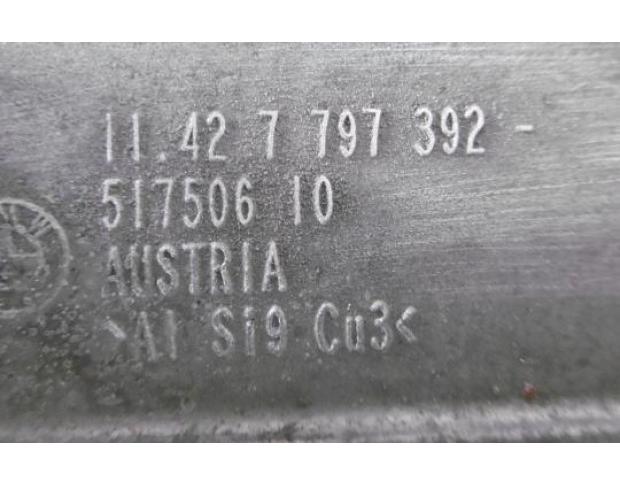 11.42 7 797 392 -
517506 10
AUSTRIA
>Al Si9 Cu3<